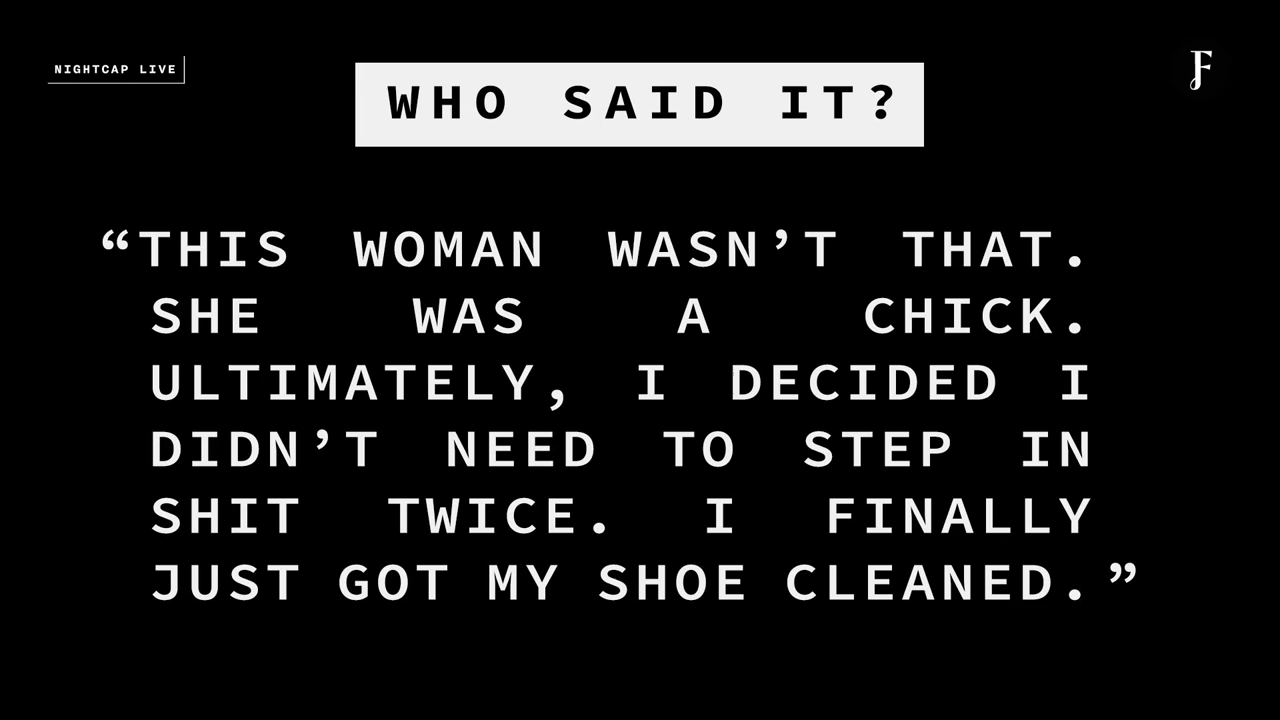 NIGHTCAP LIVE
F
WHO SAID IT?
“THIS WOMAN WASN’T THAT.
SHE WAS A CHICK.
ULTIMATELY, I DECIDED I
DIDN’T NEED TO STEP IN
SHIT TWICE. I FINALLY
JUST GOT MY SHOE CLEANED.”